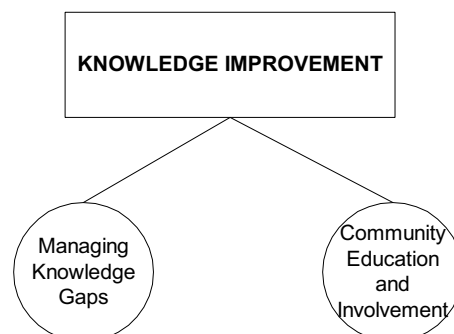 KNOWLEDGE IMPROVEMENT
Managing
Knowledge
Gaps
Community
Education
and
Involvement